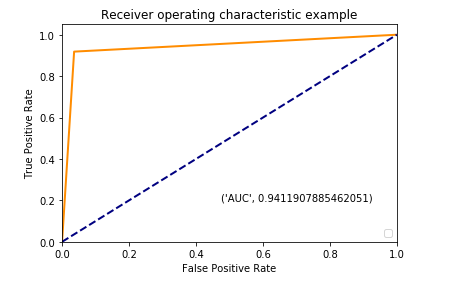 Receiver operating characteristic example
True Positive Rate
1.0
0.8
0.6
0.4
0.2
0.0
('AUC', 0.9411907885462051)
0.0 0.2 0.4 0.6 0.8 1.0
False Positive Rate